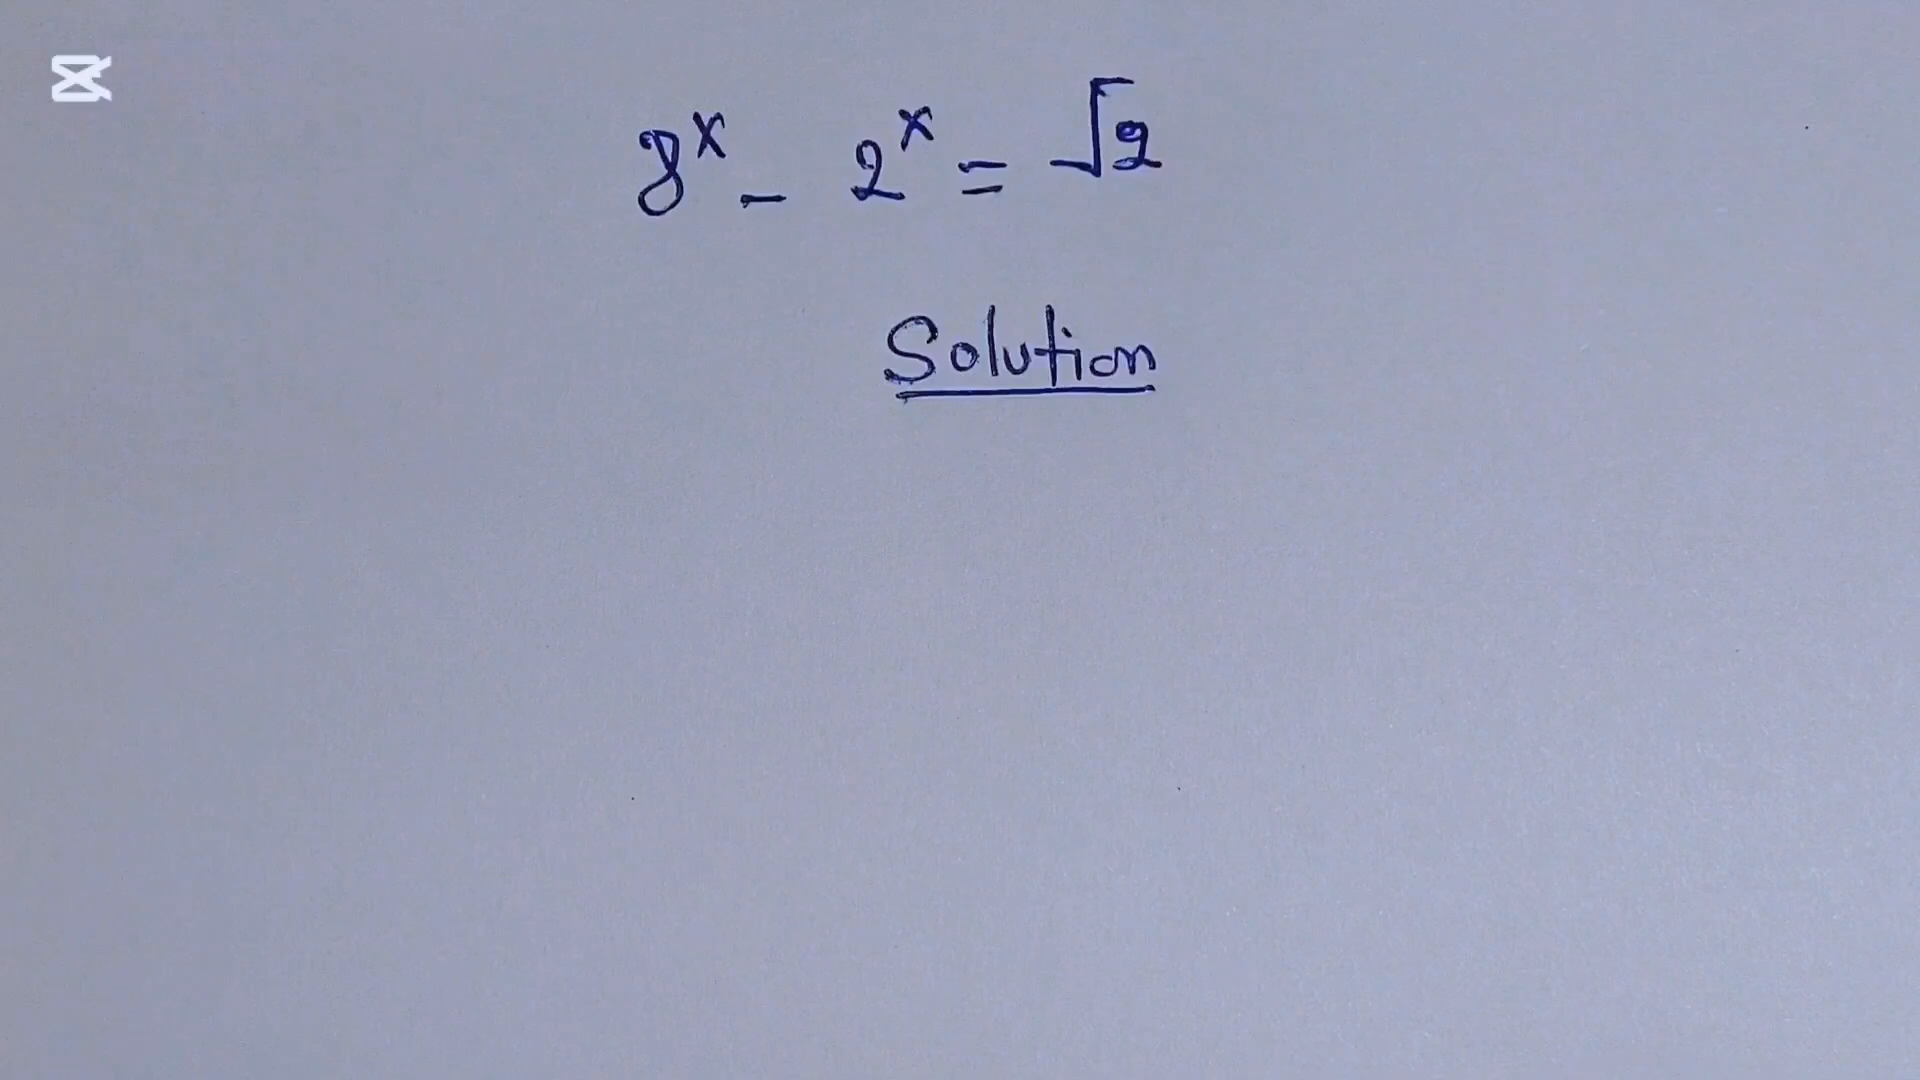 8^x - 2^x = √2
Solution